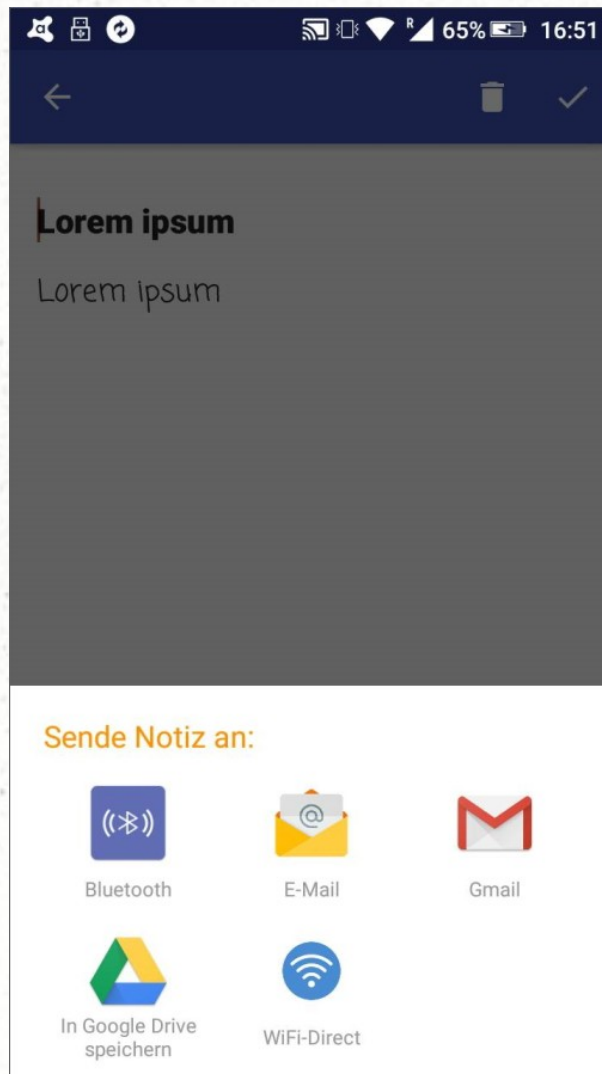 R 65% 16:51
Lorem ipsum
Lorem ipsum
Sende Notiz an:
Bluetooth
E-Mail
Gmail
In Google Drive
speichern
WiFi-Direct